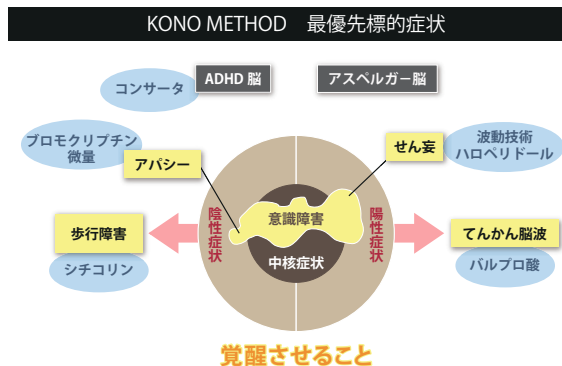 KONO METHOD　最優先標的症状
コンサータ
ADHD 脳
アスペルガー脳
ブロモクリプチン
微量
アパシー
せん妄
波動技術
ハロペリドール
陰性症状
意識障害
陽性症状
中核症状
歩行障害
シチコリン
てんかん脳波
バルプロ酸
覚醒させること